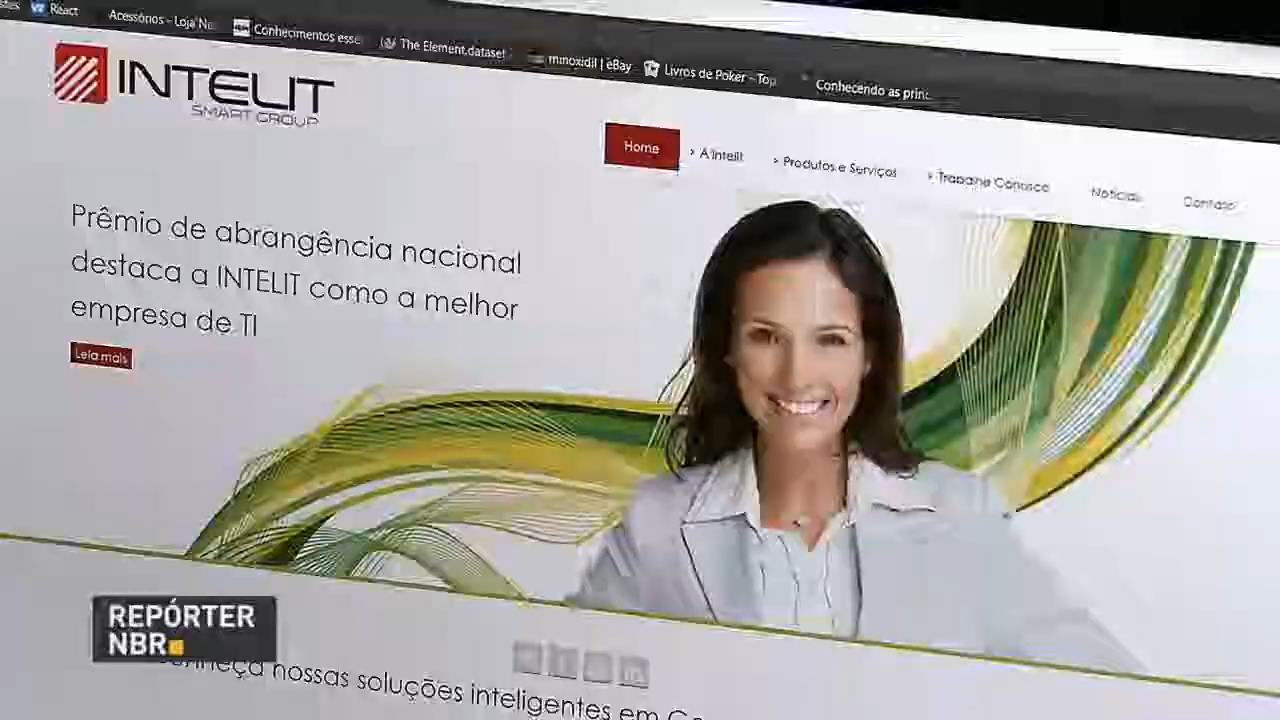 React
Acessórios - Loja
Conhecimentos esse
The Element.dataset
minoxidil | eBay
Livros de Poker - Top
Conhecendo as princ
INTELIT
SMART GROUP
Home
A Intelit
Produtos e Serviços
Trabalhe Conosco
Notícias
Contato
Prêmio de abrangência nacional
destaca a INTELIT como a melhor
empresa de TI
Leia mais
REPÓRTER
NBR
nossas soluções inteligentes em